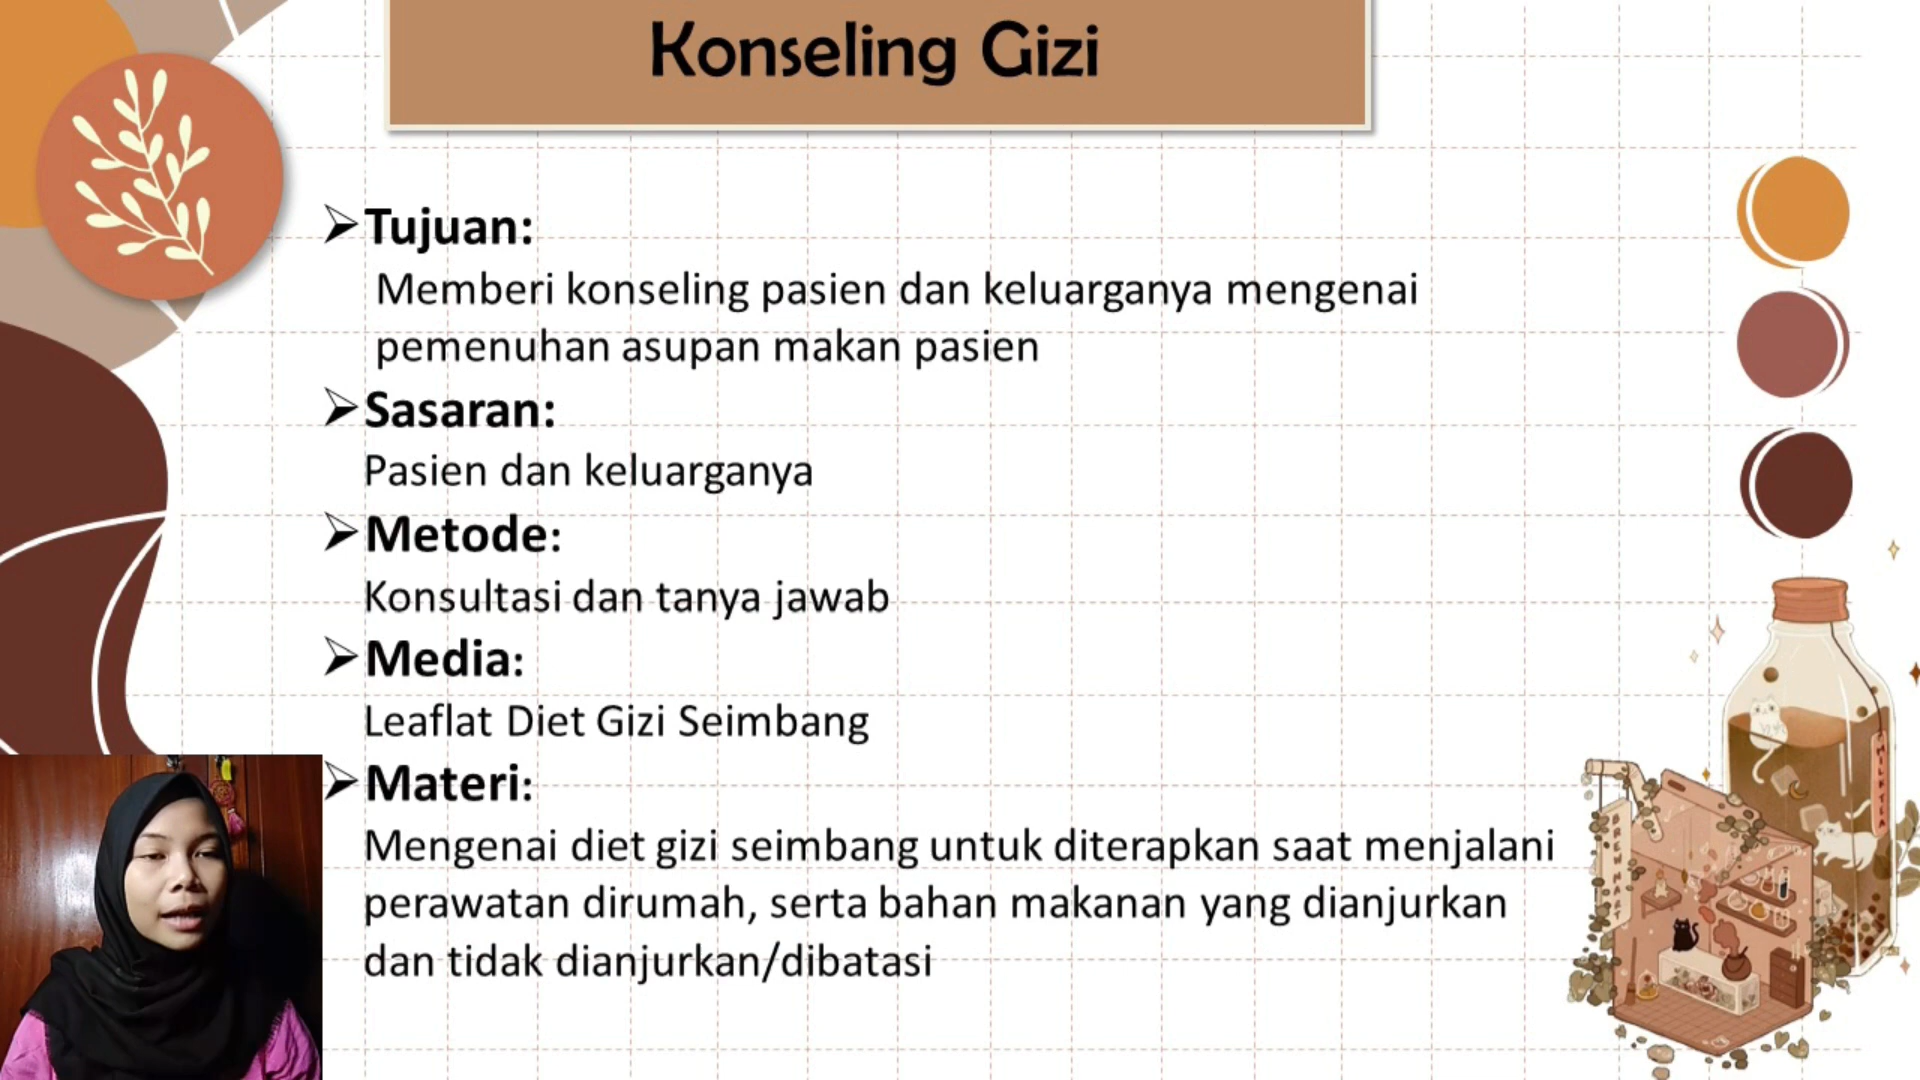 Konseling Gizi
Tujuan:
Memberi konseling pasien dan keluarganya mengenai
pemenuhan asupan makan pasien
Sasaran:
Pasien dan keluarganya
Metode:
Konsultasi dan tanya jawab
Media:
Leaflat Diet Gizi Seimbang
Materi:
Mengenai diet gizi seimbang untuk diterapkan saat menjalani
perawatan dirumah, serta bahan makanan yang dianjurkan
dan tidak dianjurkan/dibatasi
MILKTEA